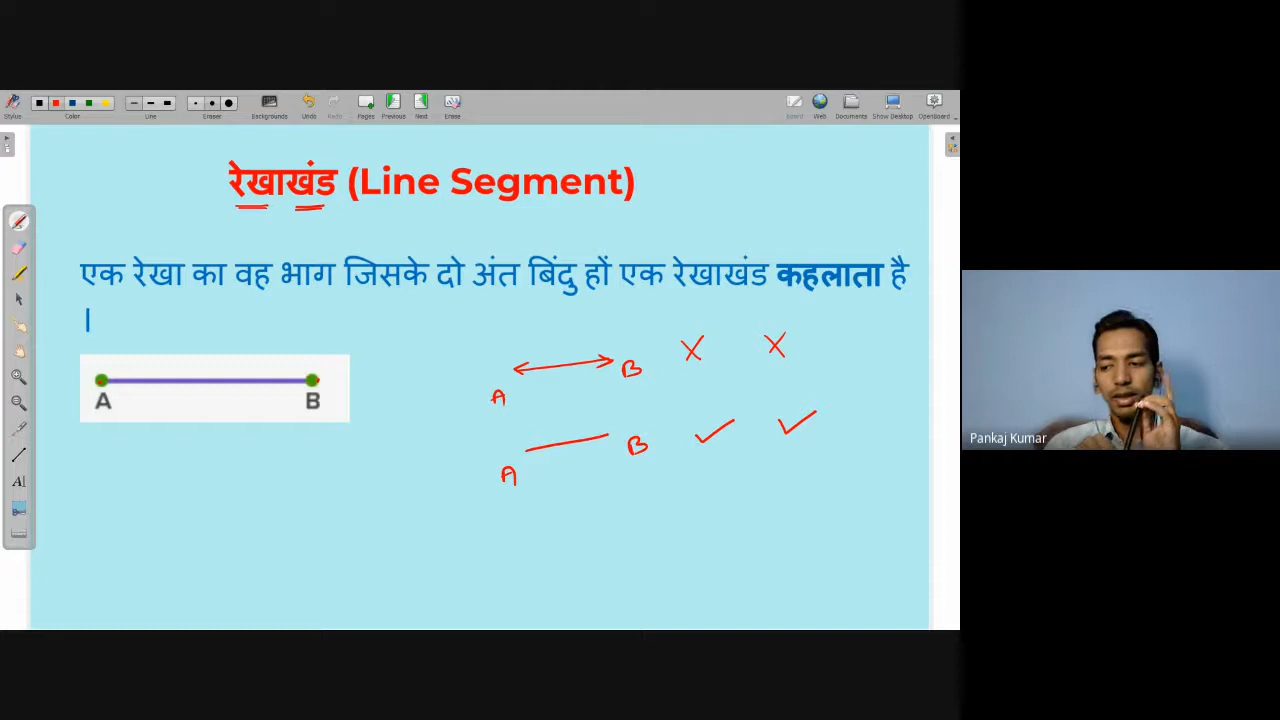 Stylus
Color
Line
Eraser
Backgrounds
Undo
Redo
Pages
Previous
Next
Erase
Board
Web
Documents
Show Desktop
OpenBoard
रेखाखंड (Line Segment)
एक रेखा का वह भाग जिसके दो अंत बिंदु हों एक रेखाखंड कहलाता है
|
A B
A B X X
A B
Pankaj Kumar